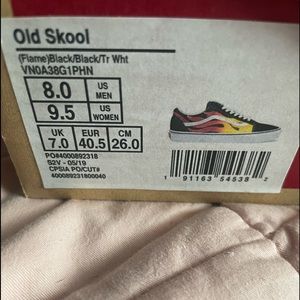 Old Skool
(Flame)Black/Black/Tr Wht
VN0A38G1PHN
8.0 US MEN
9.5 US WOMEN
UK EUR CM
7.0 40.5 26.0
PO#4000892318
S2V - 05/19
CPSIA PO/CUT#
400089231800040
1 91163 54538 2